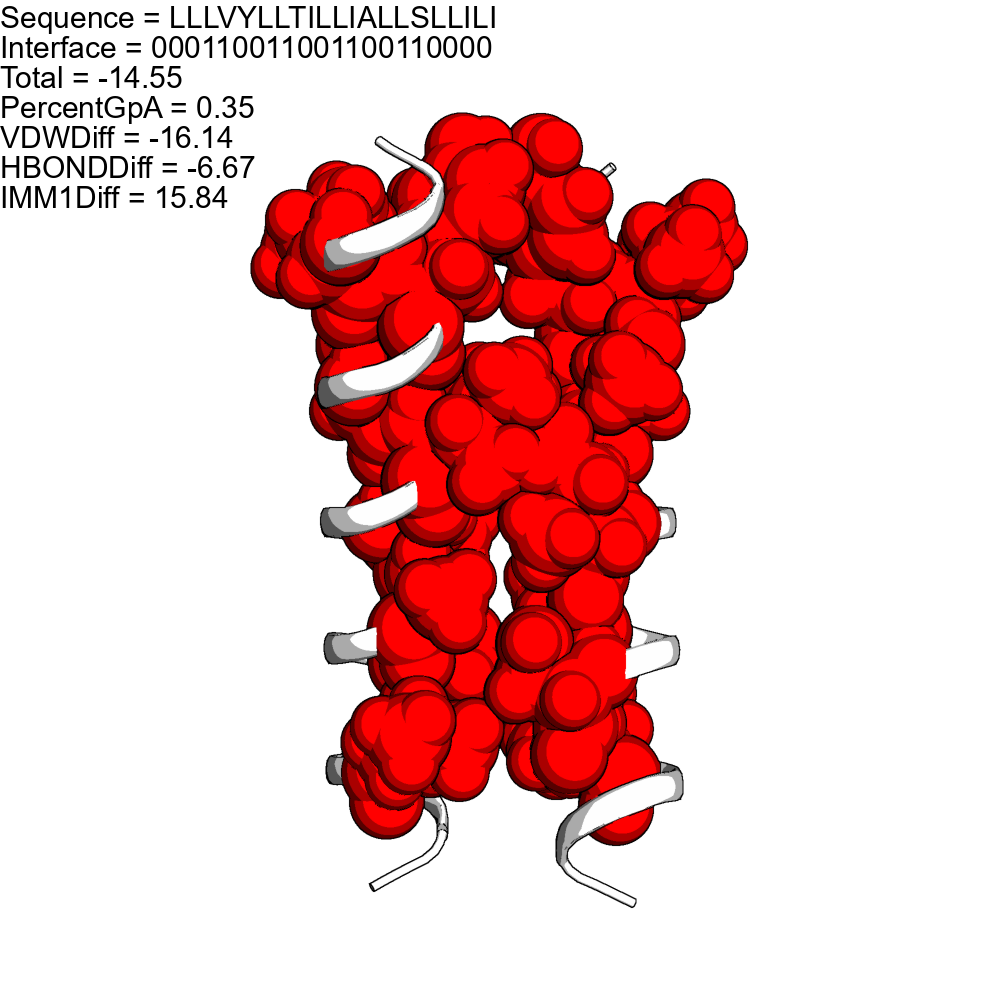 Sequence = LLLVYLLTILLIALLSLLILI
Interface = 000110011001100110000
Total = -14.55
PercentGpA = 0.35
VDWDiff = -16.14
HBONDDiff = -6.67
IMM1Diff = 15.84